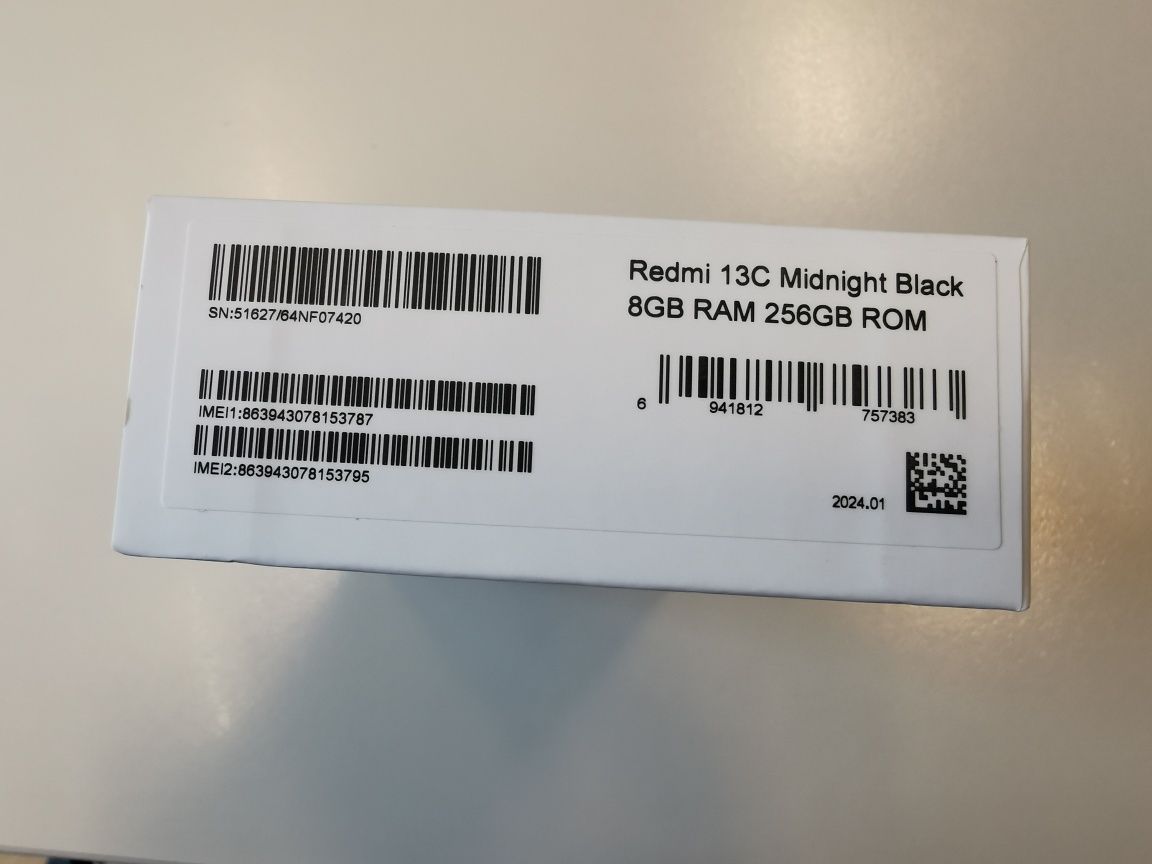 SN:51627/64NF07420
IMEI1:863943078153787
IMEI2:863943078153795
Redmi 13C Midnight Black
8GB RAM 256GB ROM
6 941812 757383
2024.01